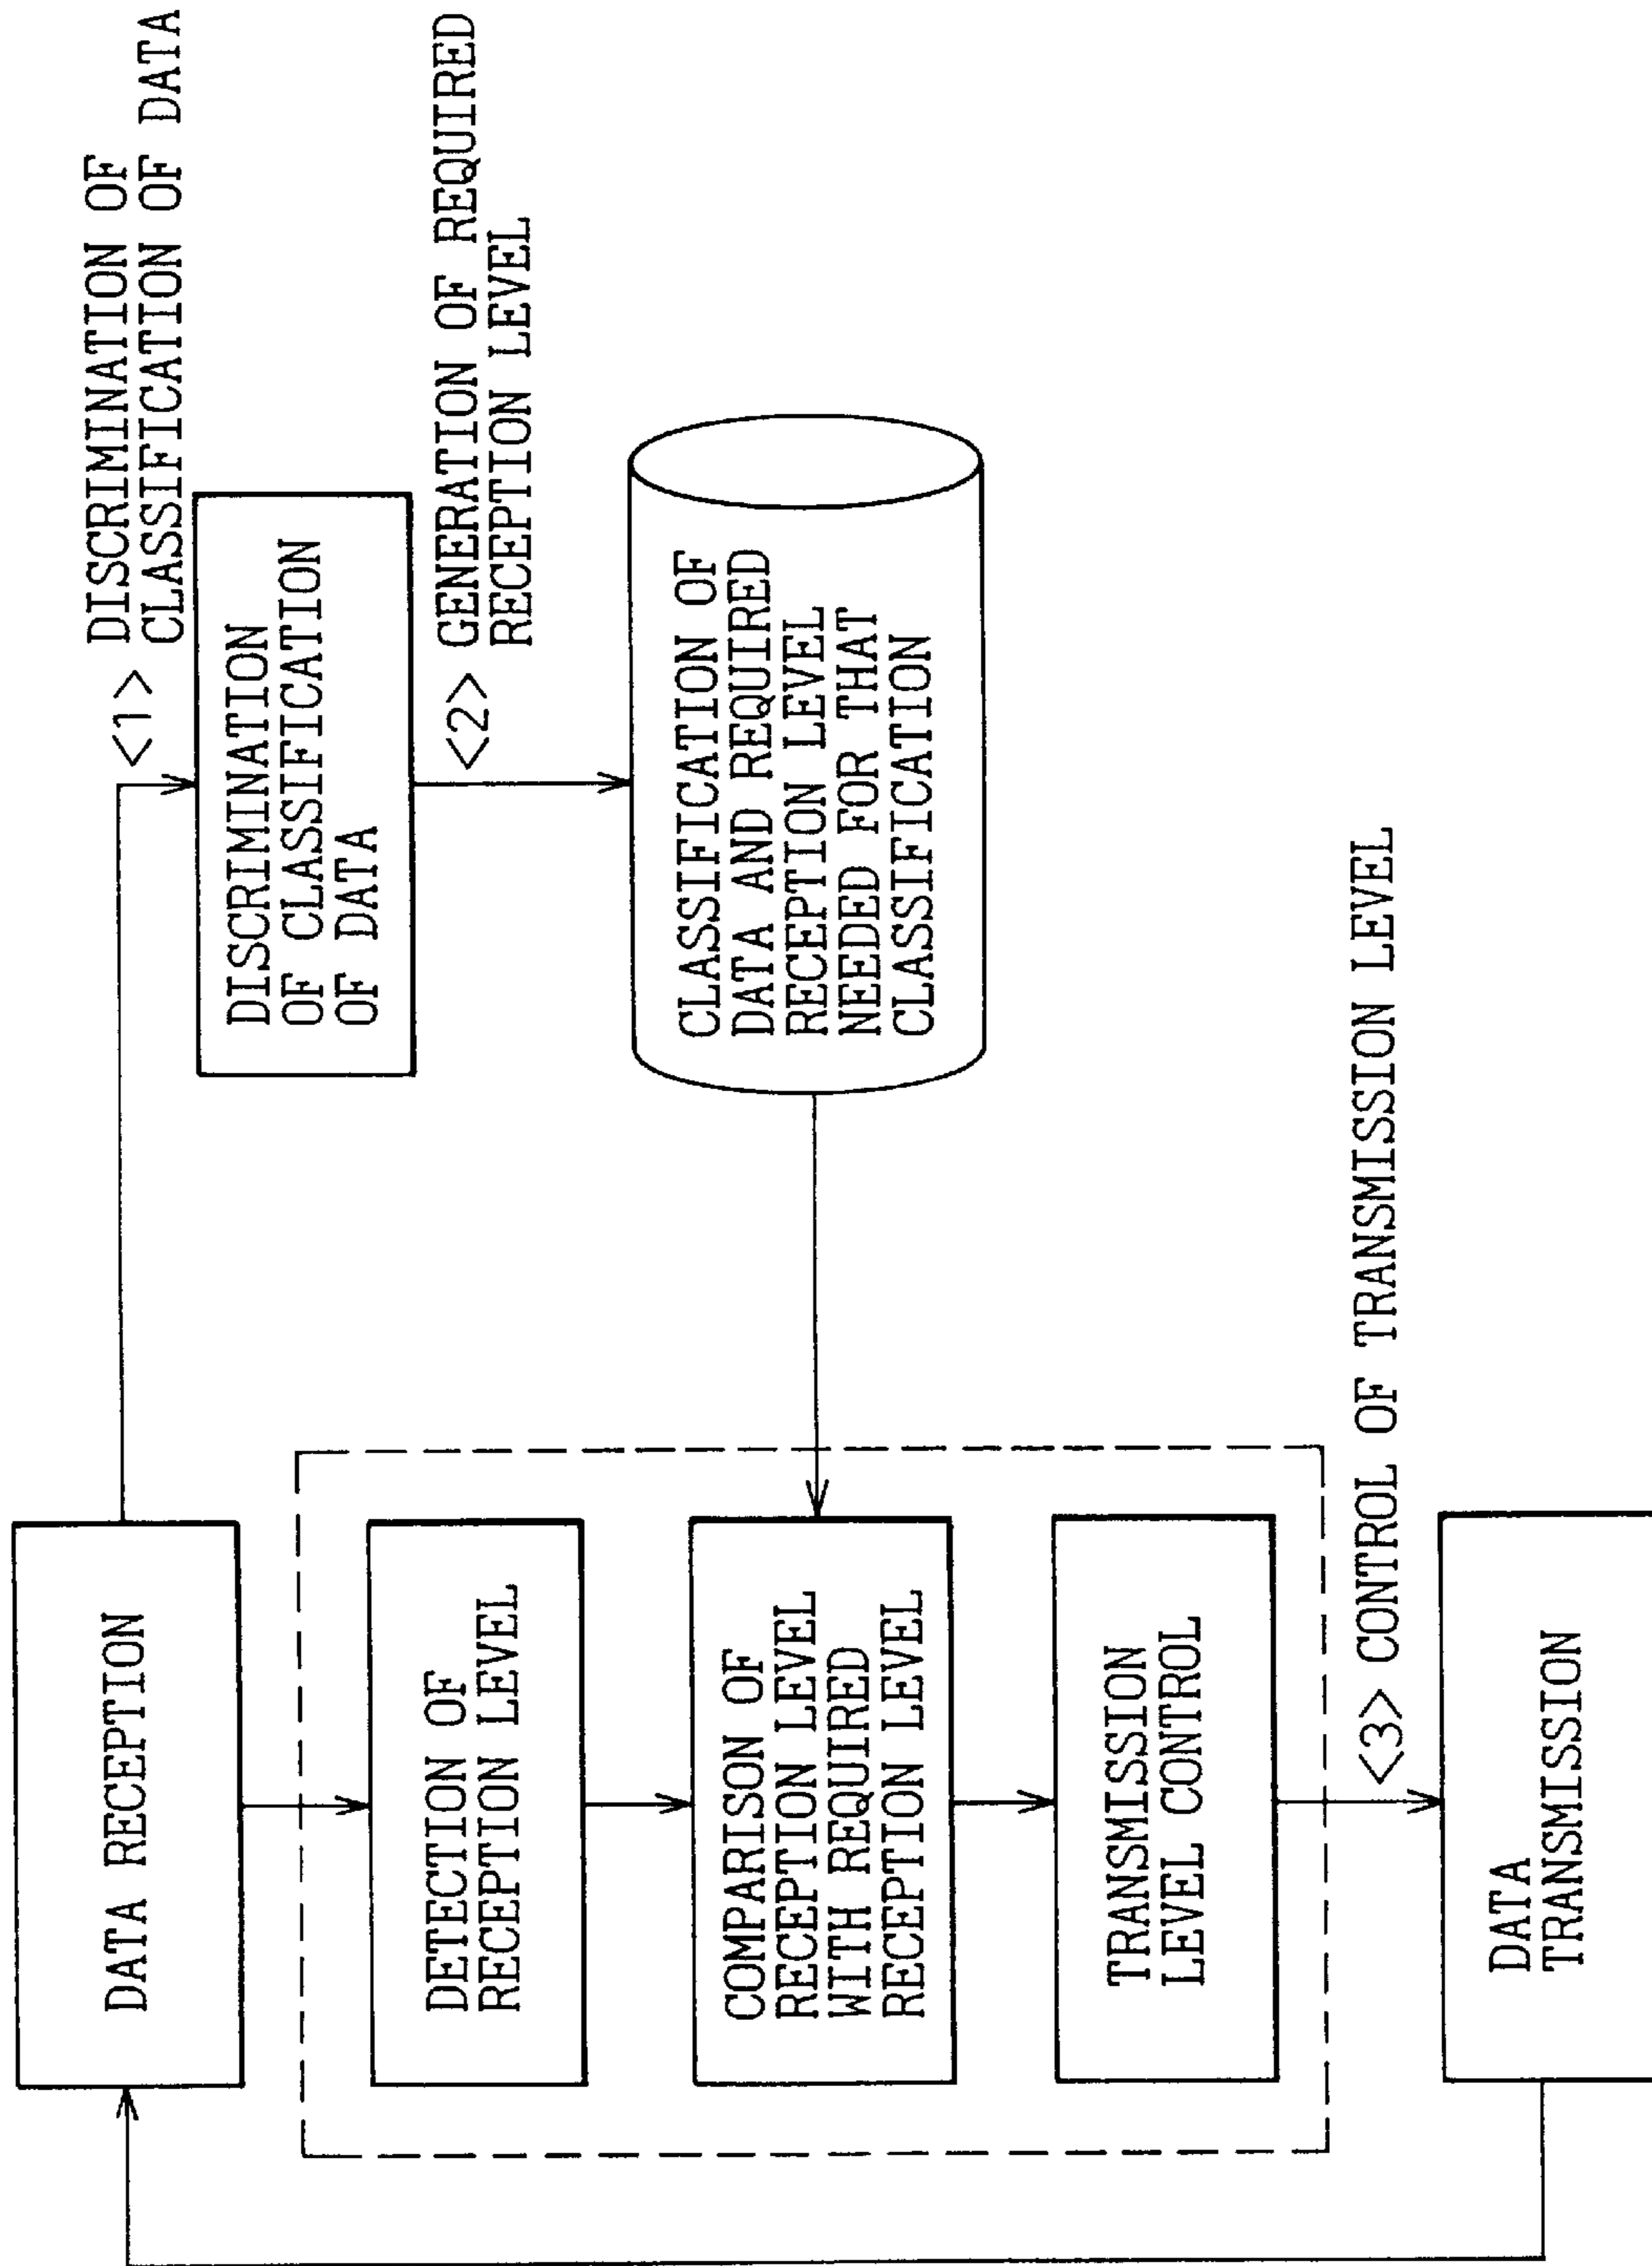 DATA RECEPTION
<1> DISCRIMINATION OF
CLASSIFICATION OF DATA
DISCRIMINATION
OF CLASSIFICATION
OF DATA
DETECTION OF
RECEPTION LEVEL
<2> GENERATION OF REQUIRED
RECEPTION LEVEL
COMPARISON OF
RECEPTION LEVEL
WITH REQUIRED
RECEPTION LEVEL
CLASSIFICATION OF
DATA AND REQUIRED
RECEPTION LEVEL
NEEDED FOR THAT
CLASSIFICATION
TRANSMISSION
LEVEL CONTROL
<3> CONTROL OF TRANSMISSION LEVEL
DATA
TRANSMISSION